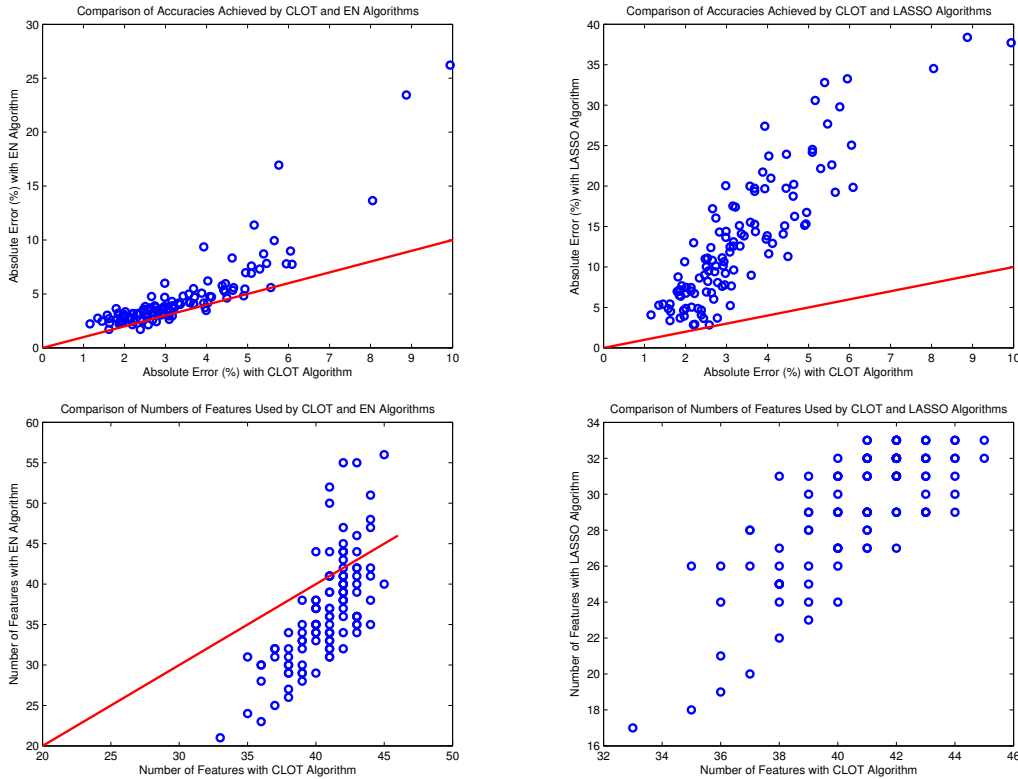 Comparison of Accuracies Achieved by CLOT and EN Algorithms
30
25
20
15
10
5
0
0 1 2 3 4 5 6 7 8 9 10
Absolute Error (%) with EN Algorithm
Absolute Error (%) with CLOT Algorithm
Comparison of Accuracies Achieved by CLOT and LASSO Algorithms
40
35
30
25
20
15
10
5
0
0 1 2 3 4 5 6 7 8 9 10
Absolute Error (%) with LASSO Algorithm
Absolute Error (%) with CLOT Algorithm
Comparison of Numbers of Features Used by CLOT and EN Algorithms
60
55
50
45
40
35
30
25
20
20 25 30 35 40 45 50
Number of Features with EN Algorithm
Number of Features with CLOT Algorithm
Comparison of Numbers of Features Used by CLOT and LASSO Algorithms
34
32
30
28
26
24
22
20
18
16
32 34 36 38 40 42 44 46
Number of Features with LASSO Algorithm
Number of Features with CLOT Algorithm